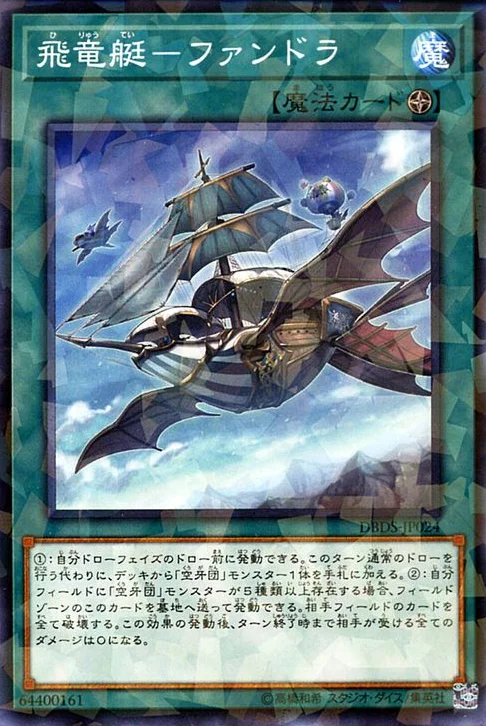 飛竜艇－ファンドラ
魔
【魔法カード】
DBDS-JP024
①:自分ドローフェイズのドロー前に発動できる。このターン通常のドローを
行う代わりに、デッキから「空牙団」モンスター１体を手札に加える。②:自分
フィールドに「空牙団」モンスターが５種類以上存在する場合、フィールド
ゾーンのこのカードを墓地へ送って発動できる。相手フィールドのカードを
全て破壊する。この効果の発動後、ターン終了時まで相手が受ける全ての
ダメージは０になる。
64400161
©高橋和希 スタジオ・ダイス/集英社